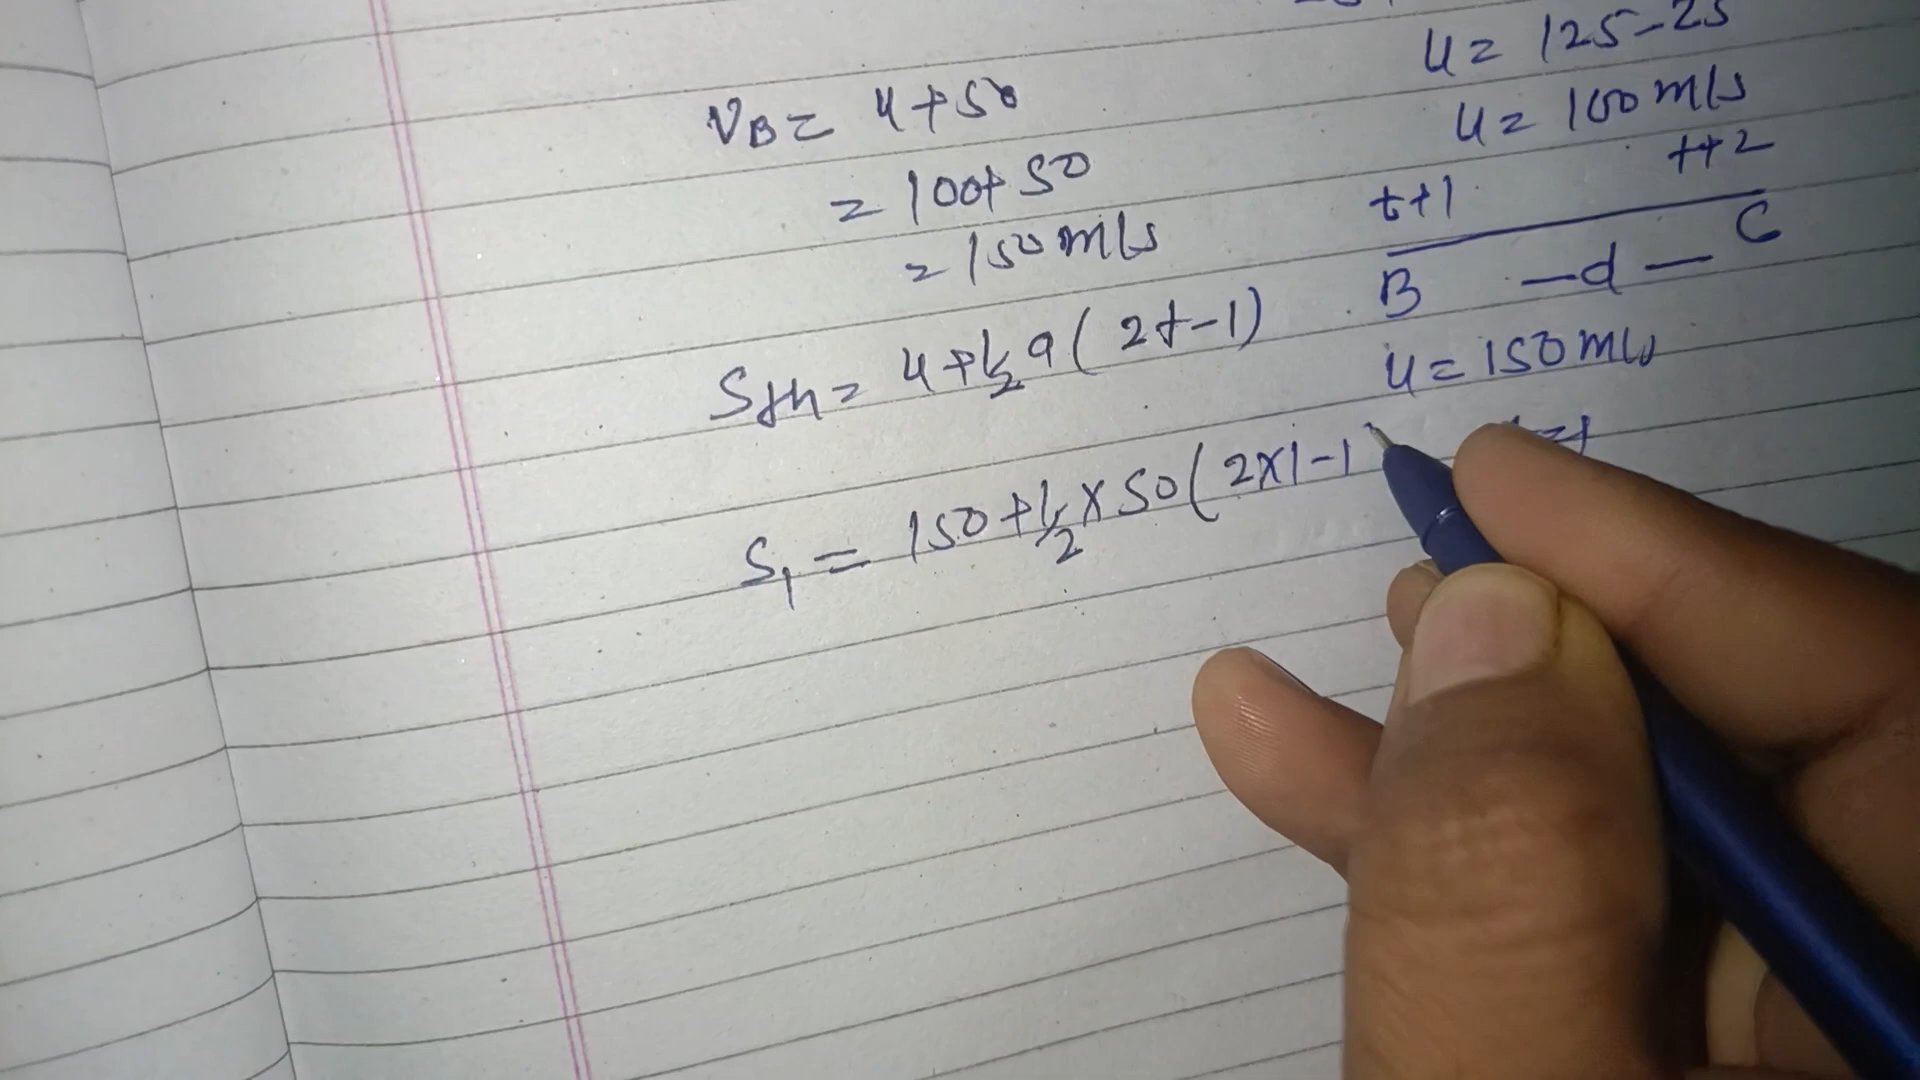 VB = u+50
= 100+50
= 150 m/s
Sth = u+½a(2t-1)
S₁ = 150+½×50(2×1-1)
u = 125-25
u = 100 m/s
t+1 t+2
B -d- C
u = 150 m/s